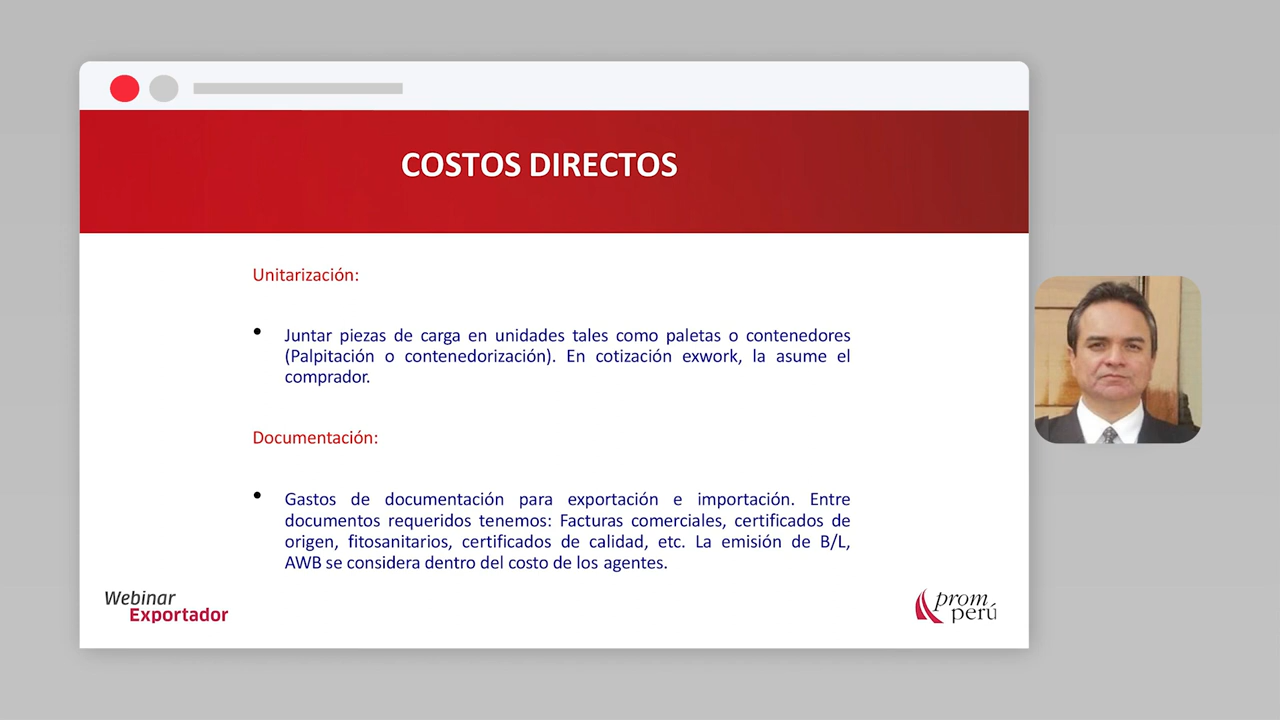 COSTOS DIRECTOS
Unitarización:
• Juntar piezas de carga en unidades tales como paletas o contenedores
(Palpitación o contenedorización). En cotización exwork, la asume el
comprador.
Documentación:
• Gastos de documentación para exportación e importación. Entre
documentos requeridos tenemos: Facturas comerciales, certificados de
origen, fitosanitarios, certificados de calidad, etc. La emisión de B/L,
AWB se considera dentro del costo de los agentes.
Webinar
Exportador
prom
perú